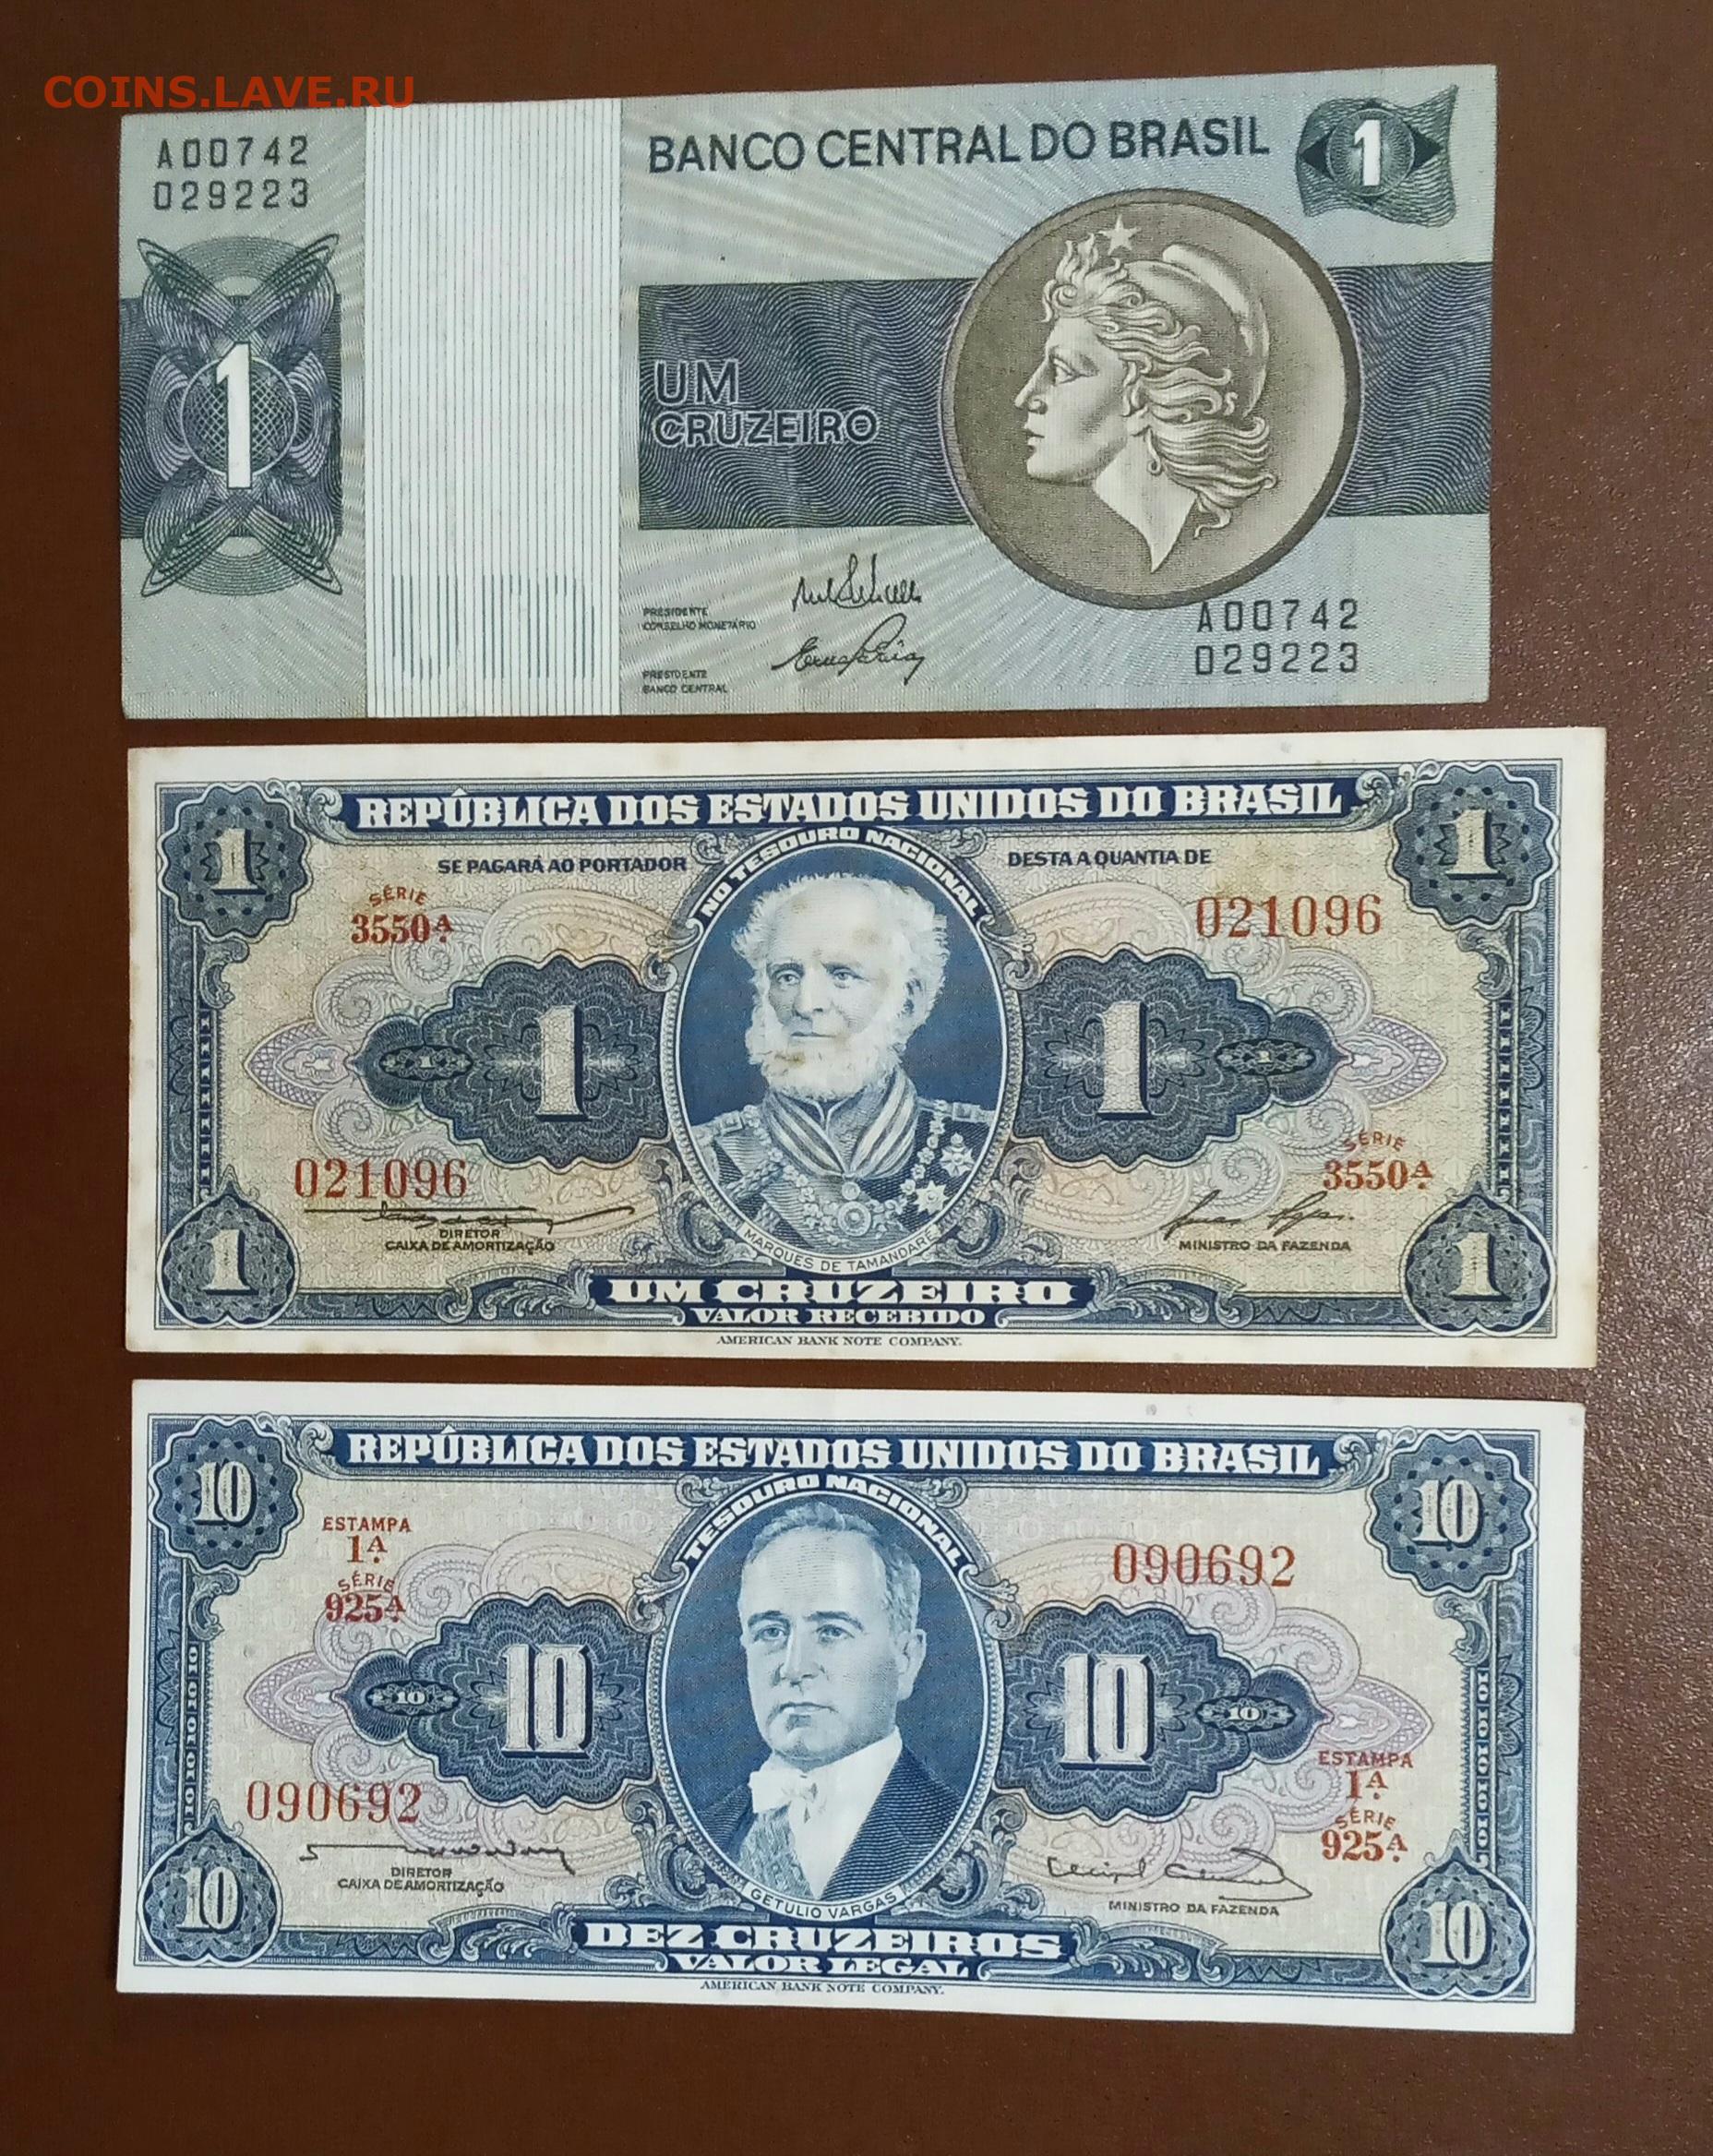 COINS.LAVE.RU
A00742
029223
BANCO CENTRAL DO BRASIL
1
1
UM
CRUZEIRO
PRESIDENTE
CONSELHO MONETÁRIO
PRESIDENTE
BANCO CENTRAL
A00742
029223
1
REPÚBLICA DOS ESTADOS UNIDOS DO BRASIL
1
SE PAGARÁ AO PORTADOR
NO TESOURO NACIONAL
DESTA A QUANTIA DE
SÉRIE
3550A
021096
1
1
1
1
021096
SÉRIE
3550A
DIRETOR
CAIXA DE AMORTIZAÇÃO
MARQUES DE TAMANDARÉ
MINISTRO DA FAZENDA
1
1
UM CRUZEIRO
VALOR RECEBIDO
AMERICAN BANK NOTE COMPANY.
10
REPÚBLICA DOS ESTADOS UNIDOS DO BRASIL
10
TESOURO NACIONAL
ESTAMPA
1A
SÉRIE
925A
090692
10
10
10
10
ESTAMPA
1A
SÉRIE
925A
090692
DIRETOR
CAIXA DE AMORTIZAÇÃO
GETULIO VARGAS
MINISTRO DA FAZENDA
10
10
DEZ CRUZEIROS
VALOR LEGAL
AMERICAN BANK NOTE COMPANY.